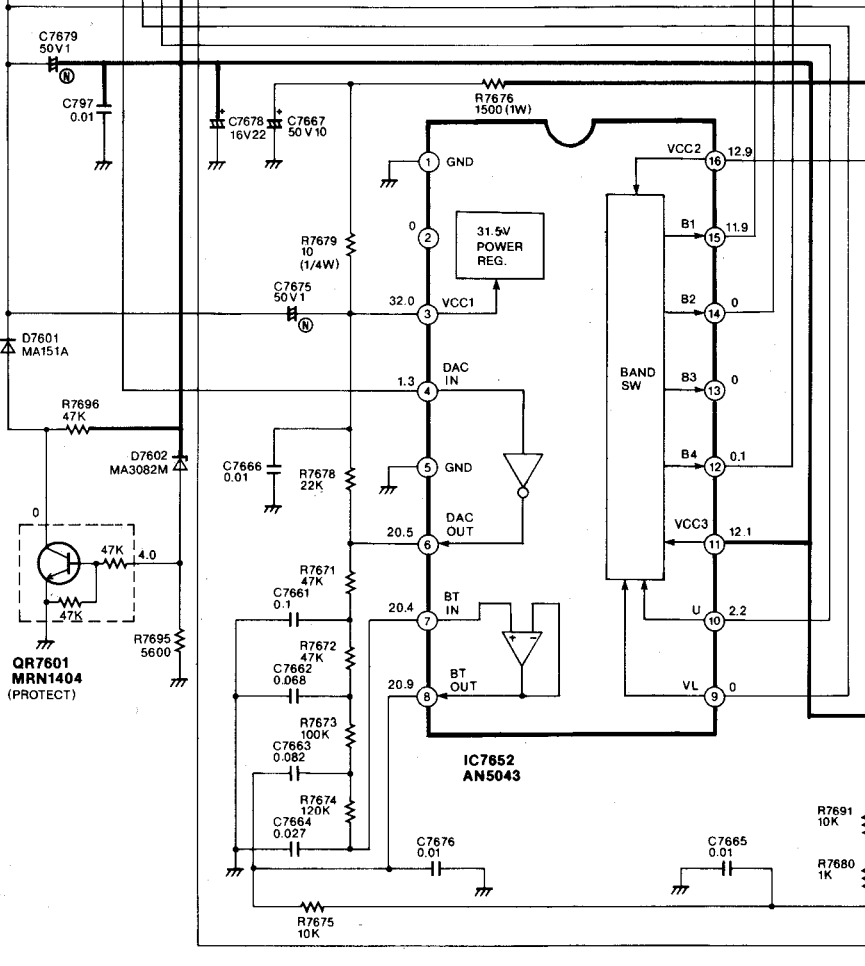 C7679
50V1
N
C797
0.01
C7678
16V22
+
C7667
50V10
+
R7676
1500 (1W)
1 GND
VCC2 16 12.9
0 2
31.5V
POWER
REG.
B1 15 11.9
R7679
10
(1/4W)
C7675
50V1
N
32.0 3 VCC1
B2 14 0
D7601
MA151A
BAND
SW
1.3 4 DAC
IN
B3 13 0
R7696
47K
D7602
MA3082M
C7666
0.01
R7678
22K
5 GND
B4 12 0.1
0
47K
4.0
47K
20.5 6 DAC
OUT
VCC3 11 12.1
R7671
47K
C7661
0.1
20.4 7 BT
IN
+ −
U 10 2.2
R7695
5600
QR7601
MRN1404
(PROTECT)
R7672
47K
C7662
0.068
20.9 8 BT
OUT
VL 9 0
R7673
100K
C7663
0.082
IC7652
AN5043
R7674
120K
C7664
0.027
C7676
0.01
C7665
0.01
R7691
10K
R7680
1K
R7675
10K